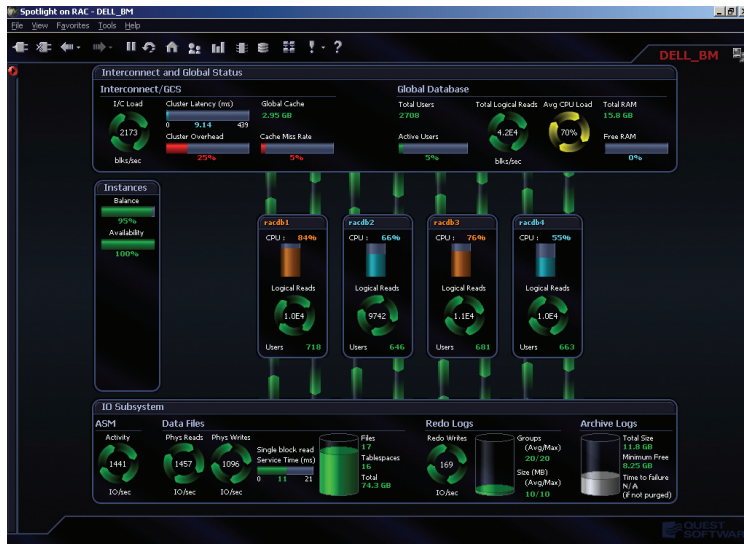 Spotlight on RAC - DELL_BM
File View Favorites Tools Help
DELL_BM
Interconnect and Global Status
Interconnect/GCS
Global Database
I/C Load
Cluster Latency (ms)
Global Cache
Total Users
Total Logical Reads
Avg CPU Load
Total RAM
2.95 GB
2708
15.8 GB
2173
0 9.14 439
4.2E4
70%
Cluster Overhead
Cache Miss Rate
Active Users
Free RAM
25%
5%
5%
0%
blks/sec
blks/sec
Instances
Balance
95%
Availability
100%
racdb1
racdb2
racdb3
racdb4
CPU : 84%
CPU : 66%
CPU : 76%
CPU : 55%
Logical Reads
Logical Reads
Logical Reads
Logical Reads
1.0E4
9742
1.1E4
1.0E4
Users 718
Users 646
Users 681
Users 663
IO Subsystem
ASM
Data Files
Redo Logs
Archive Logs
Activity
Phys Reads
Phys Writes
Single block read
Service Time (ms)
0 11 21
Files
17
Tablespaces
16
Total
74.3 GB
Redo Writes
Groups
(Avg/Max)
20/20
Size (MB)
(Avg/Max)
10/10
Total Size
11.8 GB
Minimum Free
8.25 GB
Time to failure
N/A
(if not purged)
1441
1457
1096
169
IO/sec
IO/sec
IO/sec
IO/sec
QUEST
SOFTWARE